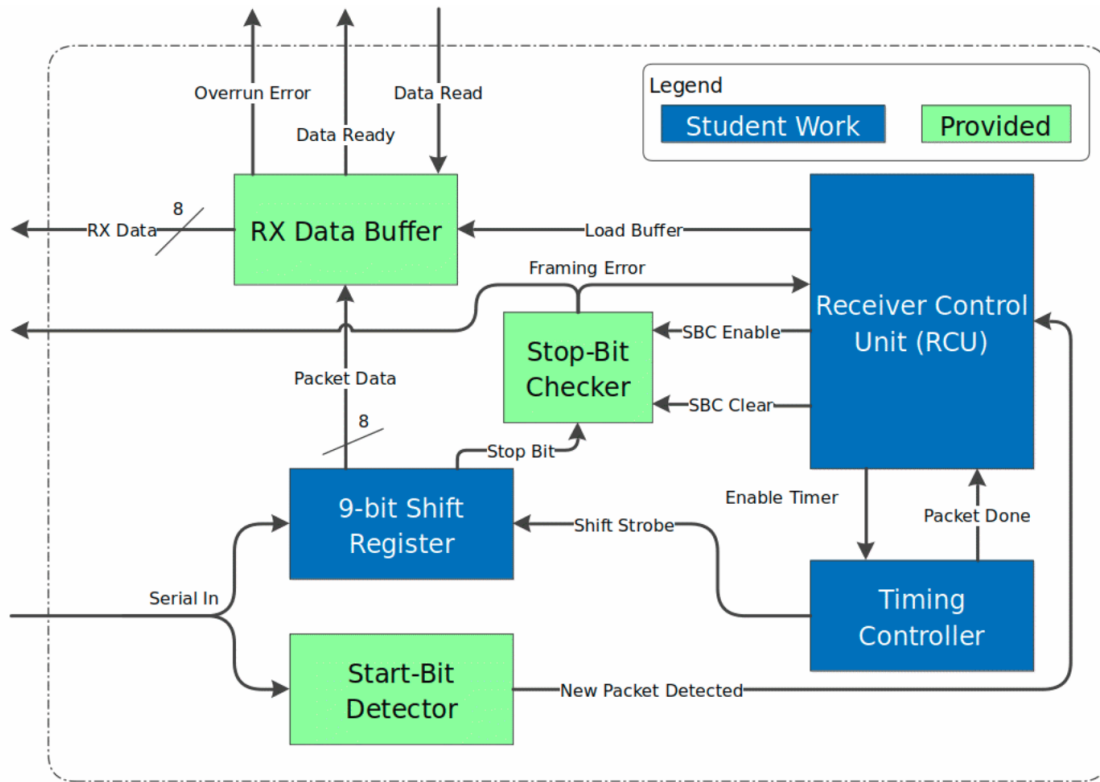 Overrun Error
Data Ready
Data Read
Legend
Student Work
Provided
8
RX Data
RX Data Buffer
Load Buffer
Framing Error
Receiver Control
Unit (RCU)
Stop-Bit
Checker
SBC Enable
SBC Clear
Packet Data
8
Stop Bit
9-bit Shift
Register
Shift Strobe
Enable Timer
Packet Done
Serial In
Timing
Controller
Start-Bit
Detector
New Packet Detected